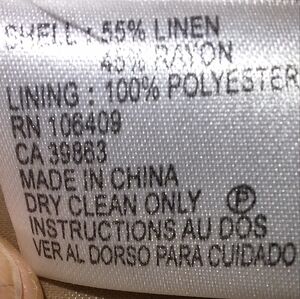 SHELL : 55% LINEN
45% RAYON
LINING : 100% POLYESTER
RN 106409
CA 39863
MADE IN CHINA
DRY CLEAN ONLY Ⓟ
INSTRUCTIONS AU DOS
VER AL DORSO PARA CUIDADO